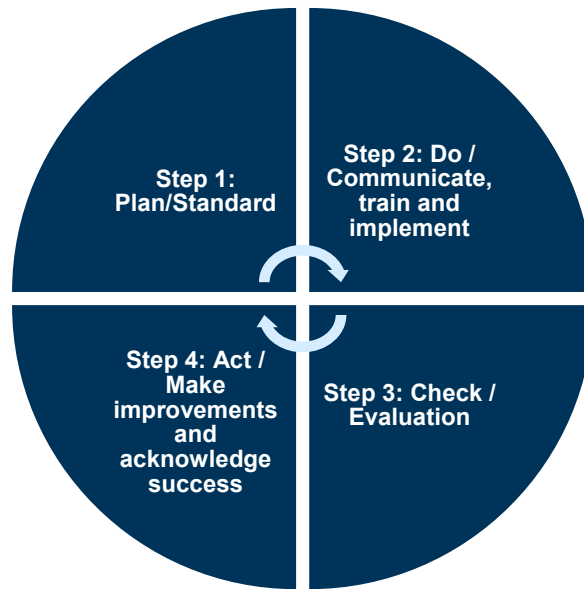 Step 1:
Plan/Standard
Step 2: Do /
Communicate,
train and
implement
Step 3: Check /
Evaluation
Step 4: Act /
Make
improvements
and
acknowledge
success